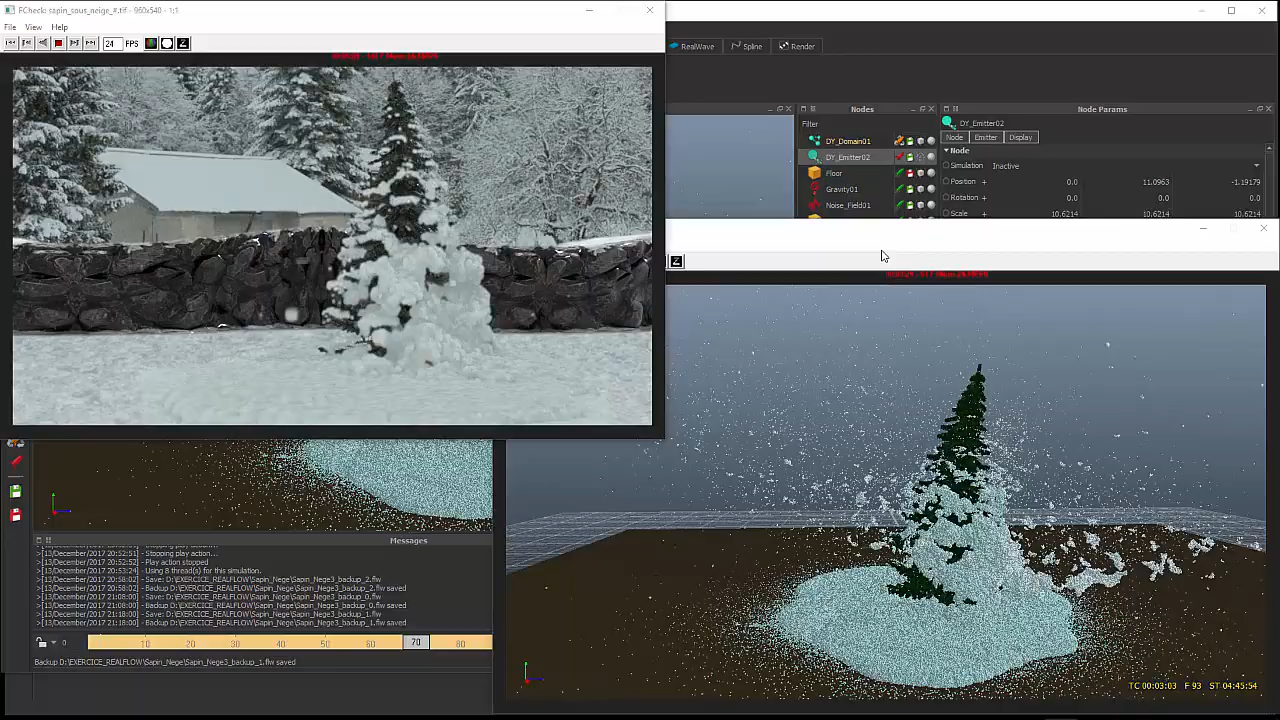 FCheck: sapin_sous_neige_#.tif - 960x540 - 1:1
File View Help
24 FPS
Z
RealWave Spline Render
Nodes
Filter
DY_Domain01
DY_Emitter02
Floor
Gravity01
Noise_Field01
Node Params
DY_Emitter02
Node Emitter Display
Node
Simulation Inactive
Position 0.0 11.0963 -1.19179
Rotation 0.0 0.0 0.0
Scale 10.6214 10.6214 10.6214
Z
Messages
>[13/December/2017 20:52:51] - Stopping play action...
>[13/December/2017 20:52:52] - Play action stopped
>[13/December/2017 20:53:24] - Using 8 thread(s) for this simulation.
>[13/December/2017 20:58:02] - Save: D:\EXERCICE_REALFLOW\Sapin_Nege\Sapin_Nege3_backup_2.flw
>[13/December/2017 20:58:02] - Backup D:\EXERCICE_REALFLOW\Sapin_Nege\Sapin_Nege3_backup_2.flw saved
>[13/December/2017 21:08:00] - Save: D:\EXERCICE_REALFLOW\Sapin_Nege\Sapin_Nege3_backup_0.flw
>[13/December/2017 21:08:00] - Backup D:\EXERCICE_REALFLOW\Sapin_Nege\Sapin_Nege3_backup_0.flw saved
>[13/December/2017 21:18:00] - Save: D:\EXERCICE_REALFLOW\Sapin_Nege\Sapin_Nege3_backup_1.flw
>[13/December/2017 21:18:00] - Backup D:\EXERCICE_REALFLOW\Sapin_Nege\Sapin_Nege3_backup_1.flw saved
0 10 20 30 40 50 60 70 80
Backup D:\EXERCICE_REALFLOW\Sapin_Nege\Sapin_Nege3_backup_1.flw saved
TC 00:03:03 F 93 ST 04:45:54